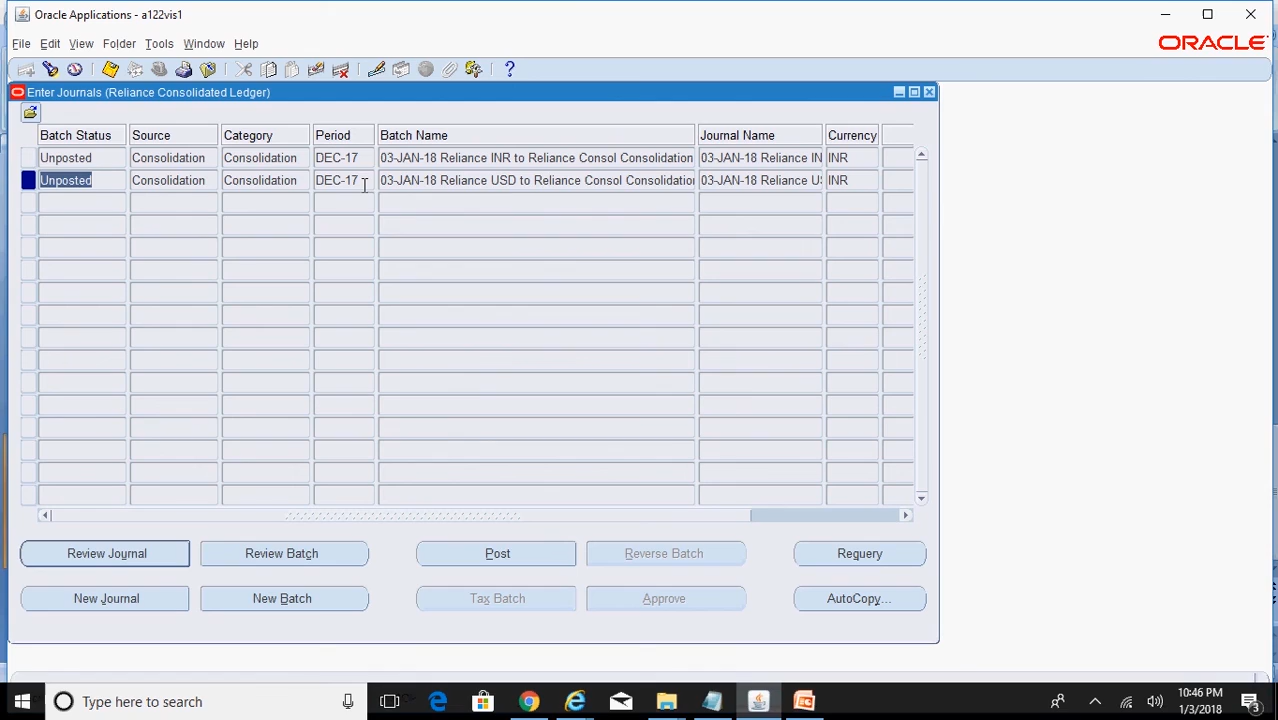 Oracle Applications - a122vis1
File Edit View Folder Tools Window Help
ORACLE
Enter Journals (Reliance Consolidated Ledger)
Batch Status Source Category Period Batch Name Journal Name Currency
Unposted Consolidation Consolidation DEC-17 03-JAN-18 Reliance INR to Reliance Consol Consolidation 03-JAN-18 Reliance IN INR
Unposted Consolidation Consolidation DEC-17 03-JAN-18 Reliance USD to Reliance Consol Consolidation 03-JAN-18 Reliance US INR
Review Journal Review Batch Post Reverse Batch Requery
New Journal New Batch Tax Batch Approve AutoCopy...
Type here to search
10:46 PM
1/3/2018
3